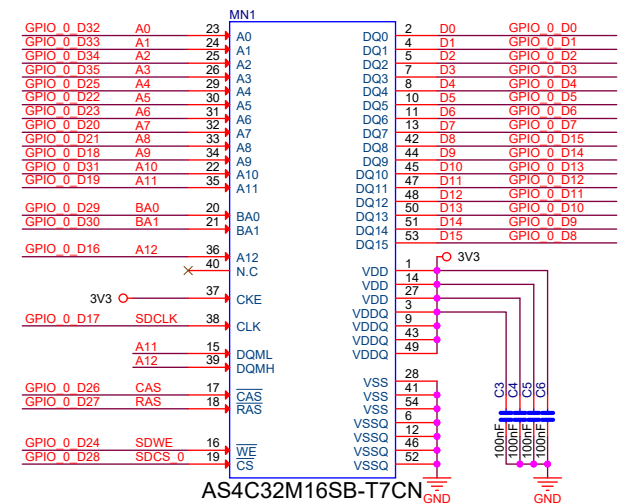 MN1
GPIO_0_D32 A0 23 A0 DQ0 2 D0 GPIO_0_D0
GPIO_0_D33 A1 24 A1 DQ1 4 D1 GPIO_0_D1
GPIO_0_D34 A2 25 A2 DQ2 5 D2 GPIO_0_D2
GPIO_0_D35 A3 26 A3 DQ3 7 D3 GPIO_0_D3
GPIO_0_D25 A4 29 A4 DQ4 8 D4 GPIO_0_D4
GPIO_0_D22 A5 30 A5 DQ5 10 D5 GPIO_0_D5
GPIO_0_D23 A6 31 A6 DQ6 11 D6 GPIO_0_D6
GPIO_0_D20 A7 32 A7 DQ7 13 D7 GPIO_0_D7
GPIO_0_D21 A8 33 A8 DQ8 42 D8 GPIO_0_D15
GPIO_0_D18 A9 34 A9 DQ9 44 D9 GPIO_0_D14
GPIO_0_D31 A10 22 A10 DQ10 45 D10 GPIO_0_D13
GPIO_0_D19 A11 35 A11 DQ11 47 D11 GPIO_0_D12
DQ12 48 D12 GPIO_0_D11
GPIO_0_D29 BA0 20 BA0 DQ13 50 D13 GPIO_0_D10
GPIO_0_D30 BA1 21 BA1 DQ14 51 D14 GPIO_0_D9
DQ15 53 D15 GPIO_0_D8
GPIO_0_D16 A12 36 A12 3V3
40 N.C VDD 1
VDD 14
3V3 37 CKE VDD 27
VDDQ 3
GPIO_0_D17 SDCLK 38 CLK VDDQ 9
VDDQ 43
A11 15 DQML VDDQ 49
A12 39 DQMH
VSS 28
GPIO_0_D26 CAS 17 CAS VSS 41
GPIO_0_D27 RAS 18 RAS VSS 54
VSSQ 6
VSSQ 12
GPIO_0_D24 SDWE 16 WE VSSQ 46
GPIO_0_D28 SDCS_0 19 CS VSSQ 52
C3 C4 C5 C6
100nF 100nF 100nF 100nF
AS4C32M16SB-T7CN
GND GND